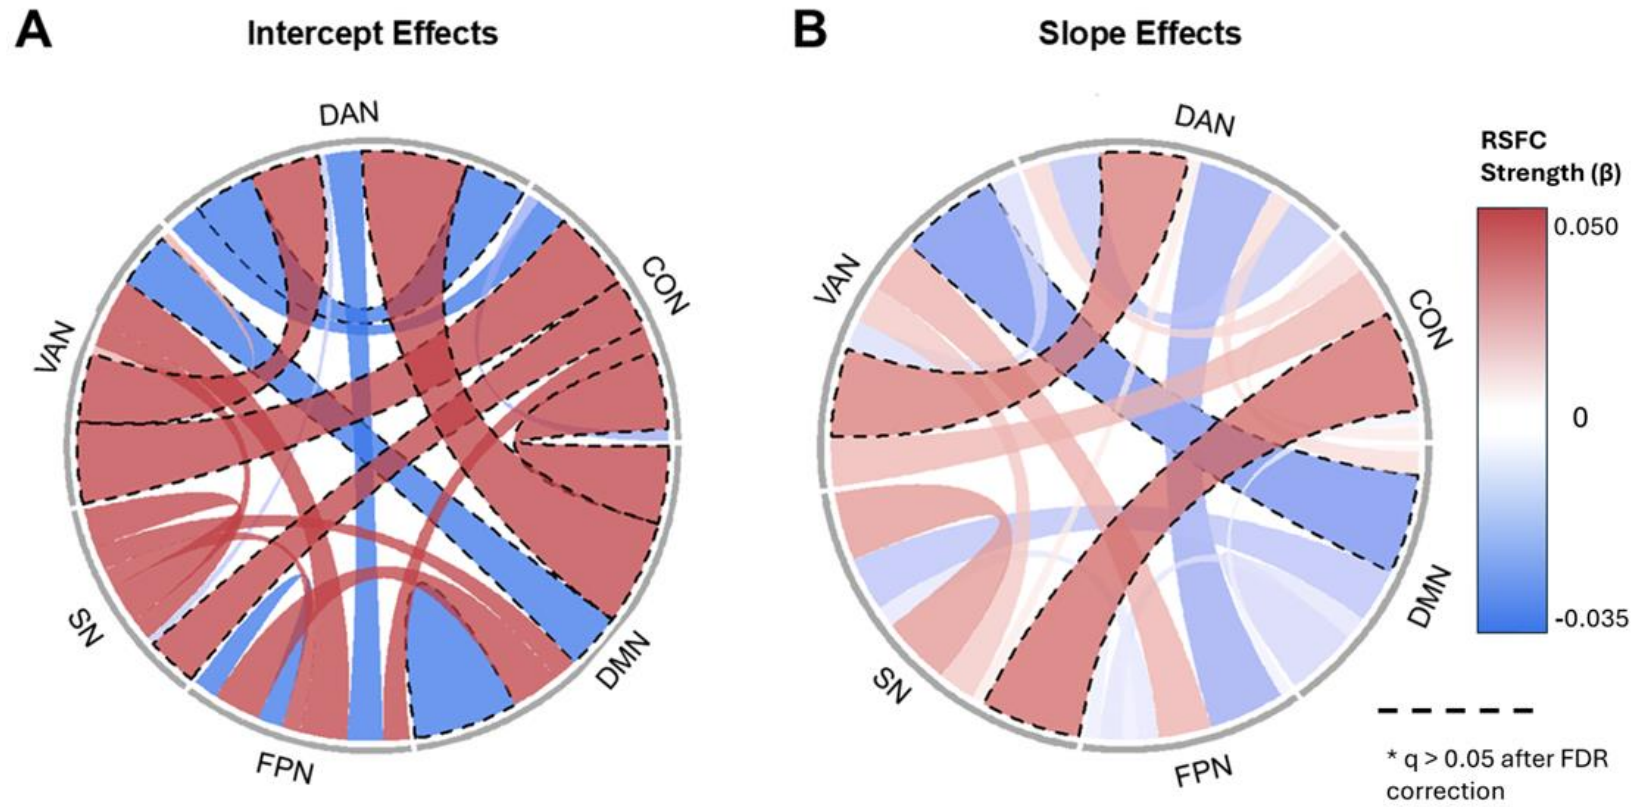 A
Intercept Effects
B
Slope Effects
DAN
CON
DMN
FPN
SN
VAN
DAN
CON
DMN
FPN
SN
VAN
RSFC
Strength (β)
0.050
0
-0.035
* q > 0.05 after FDR
correction